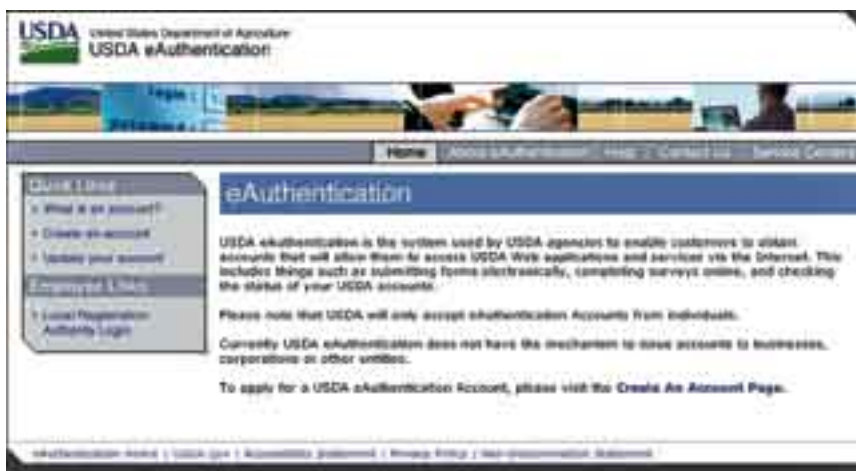 USDA United States Department of Agriculture
USDA eAuthentication
Home About eAuthentication Help Contact Us Service Centers
Quick Links
What is an account?
Create an account
Update your account
Employee Links
Local Registration
Authority Login
eAuthentication
USDA eAuthentication is the system used by USDA agencies to enable customers to obtain
accounts that will allow them to access USDA Web applications and services via the Internet. This
includes things such as submitting forms electronically, completing surveys online, and checking
the status of your USDA accounts.
Please note that USDA will only accept eAuthentication Accounts from individuals.
Currently USDA eAuthentication does not have the mechanism to issue accounts to businesses,
corporations or other entities.
To apply for a USDA eAuthentication Account, please visit the Create An Account Page.
eAuthentication Home | USDA.gov | Accessibility Statement | Privacy Policy | Non-Discrimination Statement